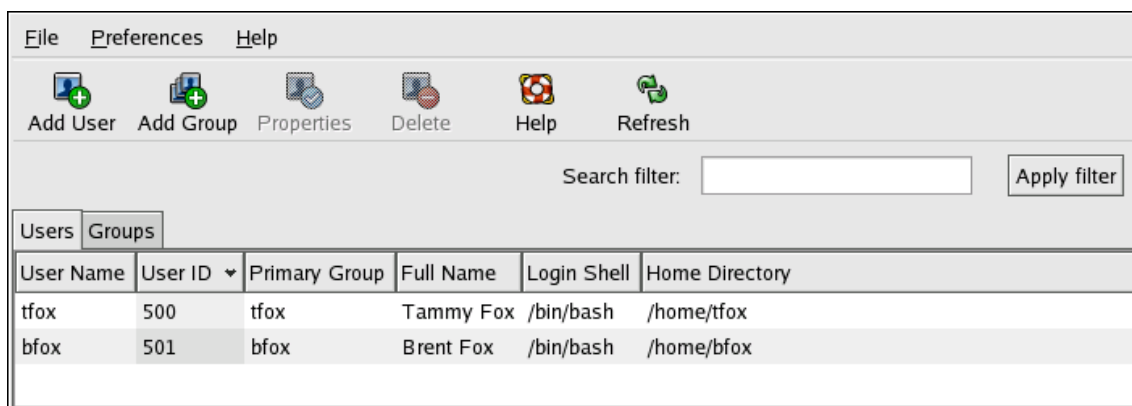 File Preferences Help
Add User Add Group Properties Delete Help Refresh
Search filter: Apply filter
Users Groups
User Name User ID Primary Group Full Name Login Shell Home Directory
tfox 500 tfox Tammy Fox /bin/bash /home/tfox
bfox 501 bfox Brent Fox /bin/bash /home/bfox